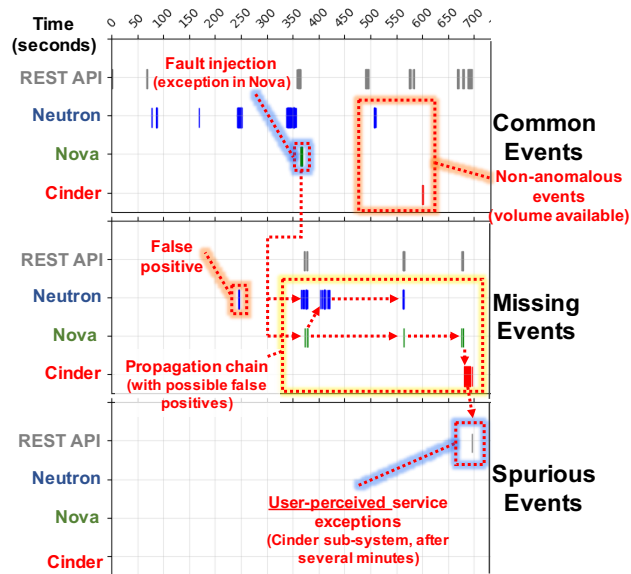 Time
(seconds)
0
50
100
150
200
250
300
350
400
450
500
550
600
650
700
REST API
Neutron
Nova
Cinder
Fault injection
(exception in Nova)
Common
Events
Non-anomalous
events
(volume available)
REST API
Neutron
Nova
Cinder
False
positive
Propagation chain
(with possible false
positives)
Missing
Events
REST API
Neutron
Nova
Cinder
User-perceived service
exceptions
(Cinder sub-system, after
several minutes)
Spurious
Events